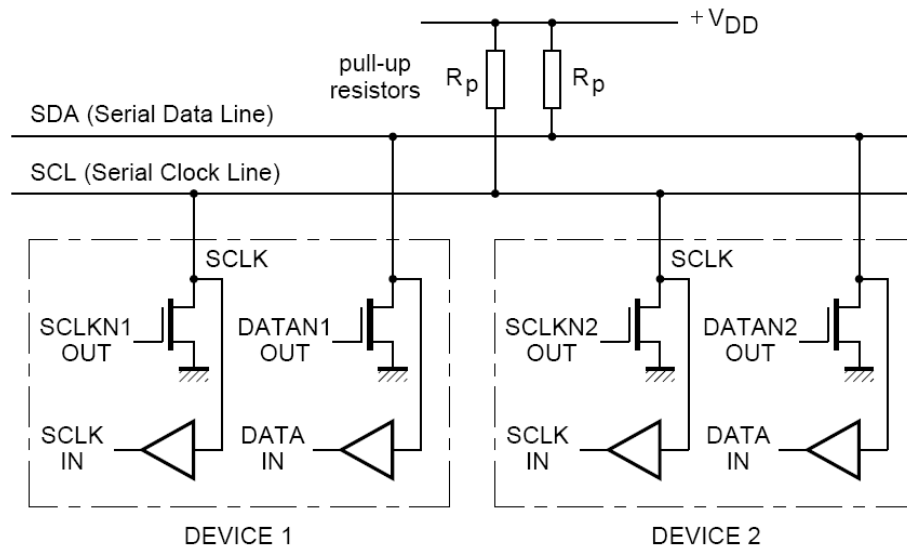 + VDD
pull-up
resistors
Rp
Rp
SDA (Serial Data Line)
SCL (Serial Clock Line)
SCLK
SCLKN1
OUT
DATAN1
OUT
SCLK
IN
DATA
IN
DEVICE 1
SCLK
SCLKN2
OUT
DATAN2
OUT
SCLK
IN
DATA
IN
DEVICE 2